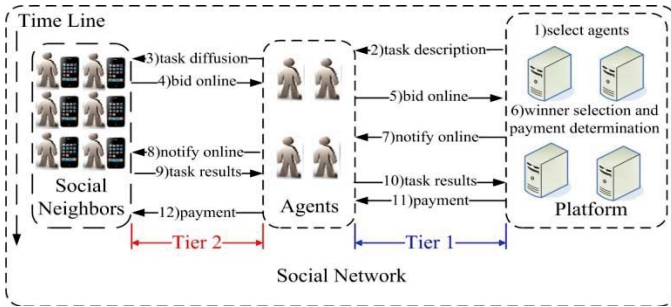 Time Line
1)select agents
2)task description
3)task diffusion
4)bid online
5)bid online
6)winner selection and
payment determination
7)notify online
8)notify online
9)task results
10)task results
11)payment
12)payment
Social
Neighbors
Agents
Platform
Tier 2
Tier 1
Social Network